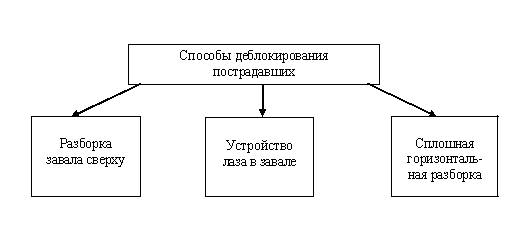 Способы деблокирования
пострадавших
Разборка
завала сверху
Устройство
лаза в завале
Сплошная
горизонталь-
ная разборка